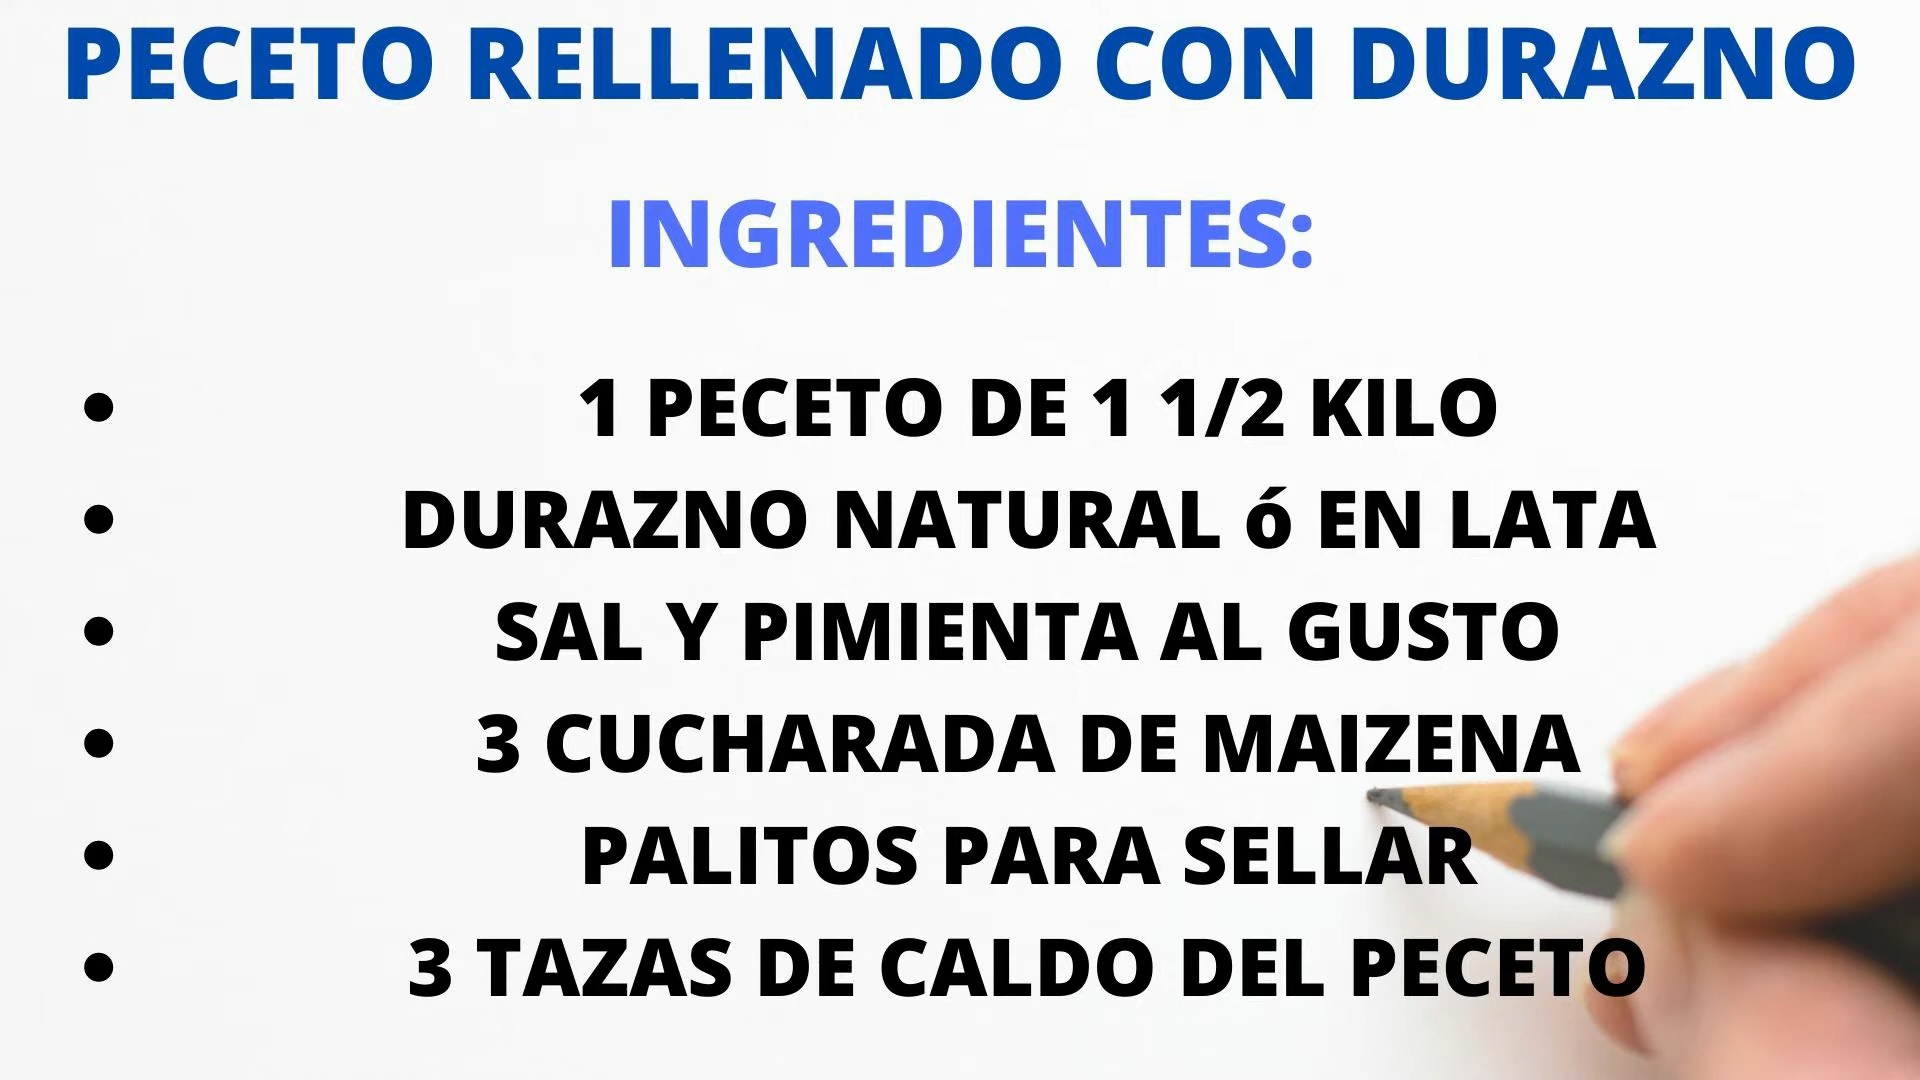 PECETO RELLENADO CON DURAZNO
INGREDIENTES:
• 1 PECETO DE 1 1/2 KILO
• DURAZNO NATURAL ó EN LATA
• SAL Y PIMIENTA AL GUSTO
• 3 CUCHARADA DE MAIZENA
• PALITOS PARA SELLAR
• 3 TAZAS DE CALDO DEL PECETO